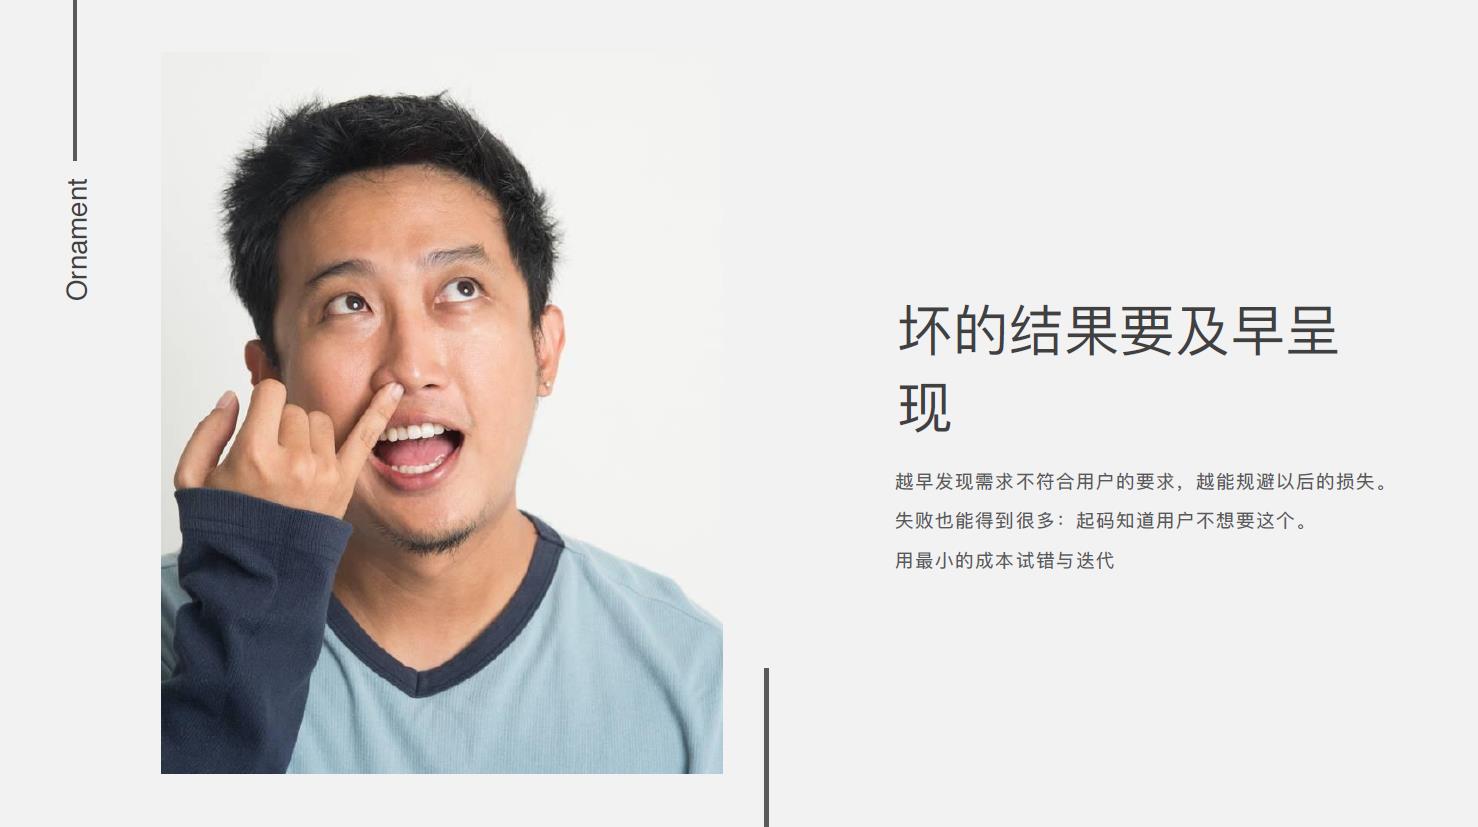 Ornament
坏的结果要及早呈
现
越早发现需求不符合用户的要求，越能规避以后的损失。
失败也能得到很多：起码知道用户不想要这个。
用最小的成本试错与迭代